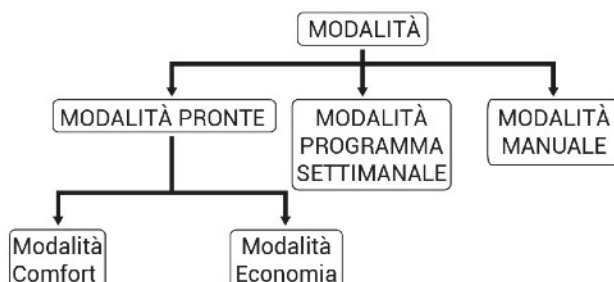 MODALITÀ
MODALITÀ PRONTE
MODALITÀ
PROGRAMMA
SETTIMANALE
MODALITÀ
MANUALE
Modalità
Comfort
Modalità
Economia